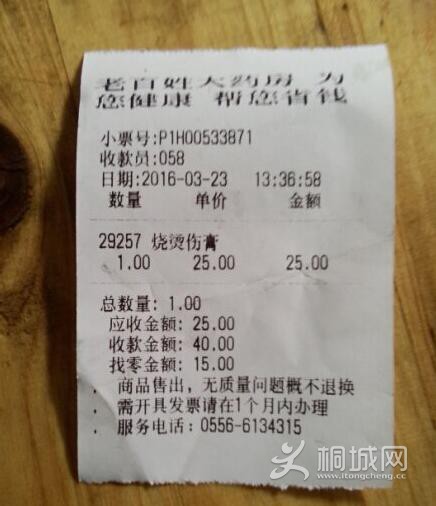 老百姓大药房 为
您健康 帮您省钱
小票号:P1H00533871
收款员:058
日期:2016-03-23 13:36:58
数量 单价 金额
29257 烧烫伤膏
1.00 25.00 25.00
总数量: 1.00
应收金额: 25.00
收款金额: 40.00
找零金额: 15.00
. 商品售出，无质量问题概不退换
. 需开具发票请在1个月内办理
. 服务电话: 0556-6134315
桐城网
www.itongcheng.cc